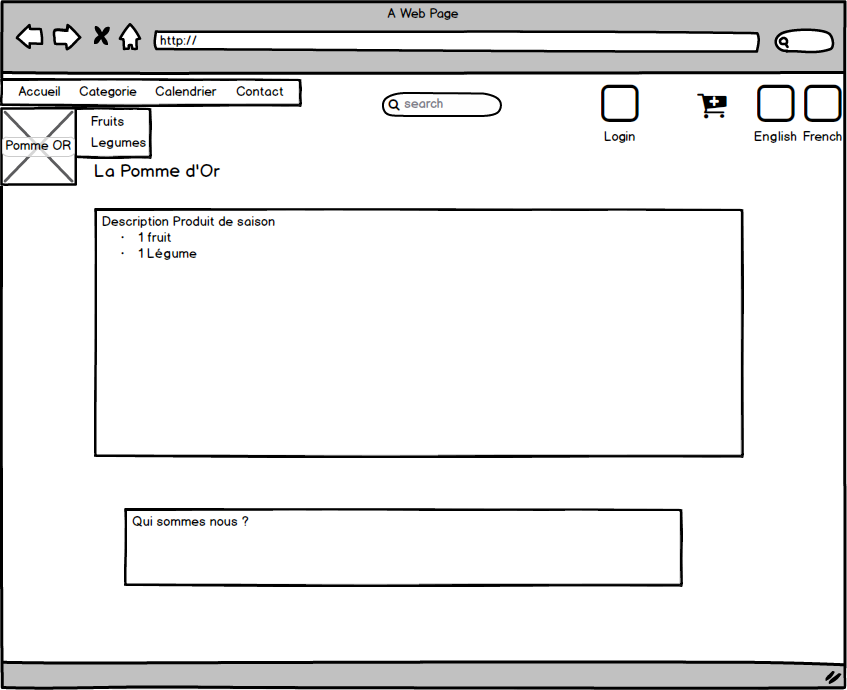 A Web Page
http://
Accueil Categorie Calendrier Contact
search
Login
English French
Pomme OR
Fruits
Legumes
La Pomme d'Or
Description Produit de saison
· 1 fruit
· 1 Légume
Qui sommes nous ?